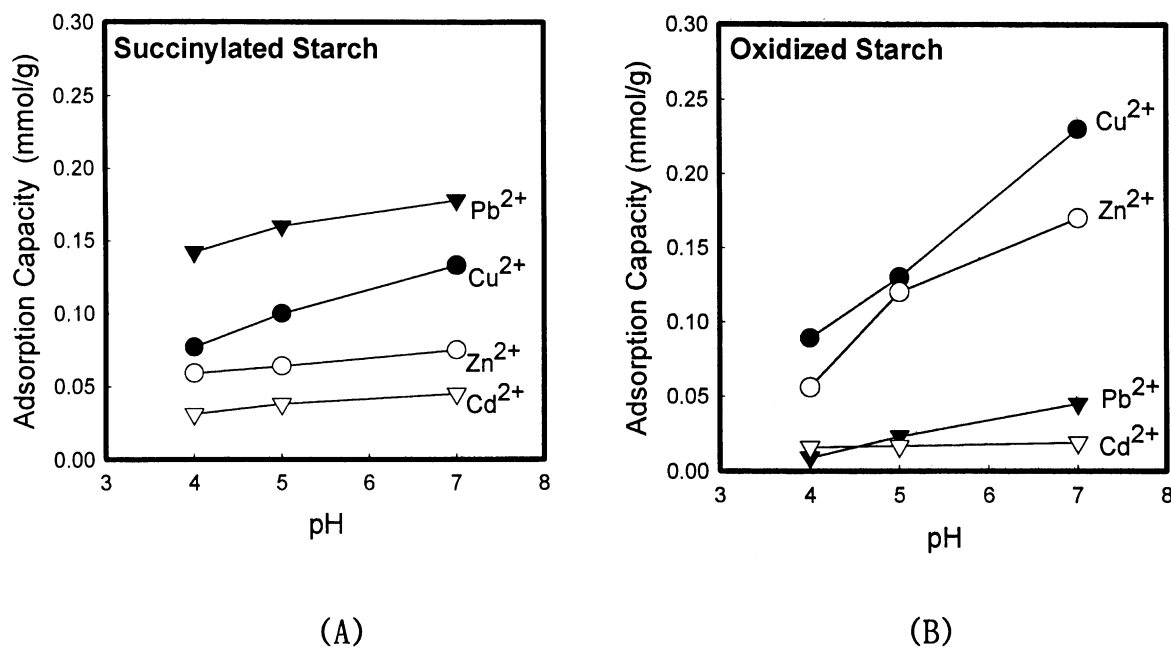 Succinylated Starch
Adsorption Capacity (mmol/g)
0.30
0.25
0.20
0.15
0.10
0.05
0.00
Pb2+
Cu2+
Zn2+
Cd2+
3 4 5 6 7 8
pH
(A)
Oxidized Starch
Adsorption Capacity (mmol/g)
0.30
0.25
0.20
0.15
0.10
0.05
0.00
Cu2+
Zn2+
Pb2+
Cd2+
3 4 5 6 7 8
pH
(B)